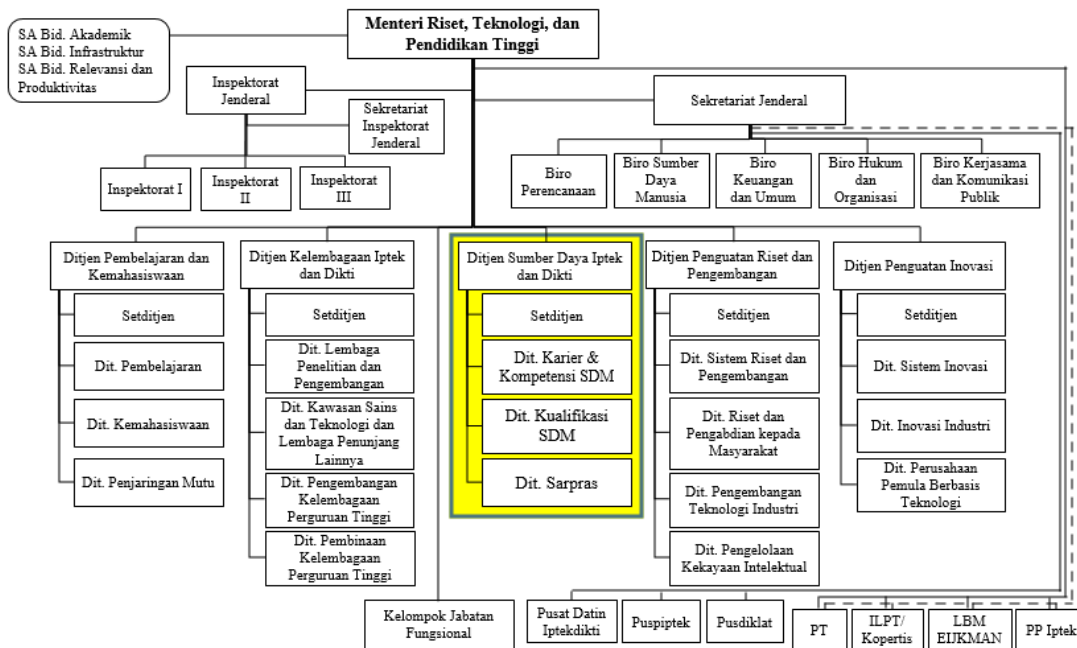 Menteri Riset, Teknologi, dan
Pendidikan Tinggi
SA Bid. Akademik
SA Bid. Infrastruktur
SA Bid. Relevansi dan
Produktivitas
Inspektorat
Jenderal
Sekretariat
Inspektorat
Jenderal
Inspektorat I
Inspektorat
II
Inspektorat
III
Sekretariat Jenderal
Biro
Perencanaan
Biro Sumber
Daya
Manusia
Biro
Keuangan
dan Umum
Biro Hukum
dan
Organisasi
Biro Kerjasama
dan Komunikasi
Publik
Ditjen Pembelajaran dan
Kemahasiswaan
Setditjen
Dit. Pembelajaran
Dit. Kemahasiswaan
Dit. Penjaringan Mutu
Ditjen Kelembagaan Iptek
dan Dikti
Setditjen
Dit. Lembaga
Penelitian dan
Pengembangan
Dit. Kawasan Sains
dan Teknologi dan
Lembaga Penunjang
Lainnya
Dit. Pengembangan
Kelembagaan
Perguruan Tinggi
Dit. Pembinaan
Kelembagaan
Perguruan Tinggi
Ditjen Sumber Daya Iptek
dan Dikti
Setditjen
Dit. Karier &
Kompetensi SDM
Dit. Kualifikasi
SDM
Dit. Sarpras
Ditjen Penguatan Riset dan
Pengembangan
Setditjen
Dit. Sistem Riset dan
Pengembangan
Dit. Riset dan
Pengabdian kepada
Masyarakat
Dit. Pengembangan
Teknologi Industri
Dit. Pengelolaan
Kekayaan Intelektual
Ditjen Penguatan Inovasi
Setditjen
Dit. Sistem Inovasi
Dit. Inovasi Industri
Dit. Perusahaan
Pemula Berbasis
Teknologi
Kelompok Jabatan
Fungsional
Pusat Datin
Iptekdikti
Puspiptek
Pusdiklat
PT
ILPT/
Kopertis
LBM
EIJKMAN
PP Iptek